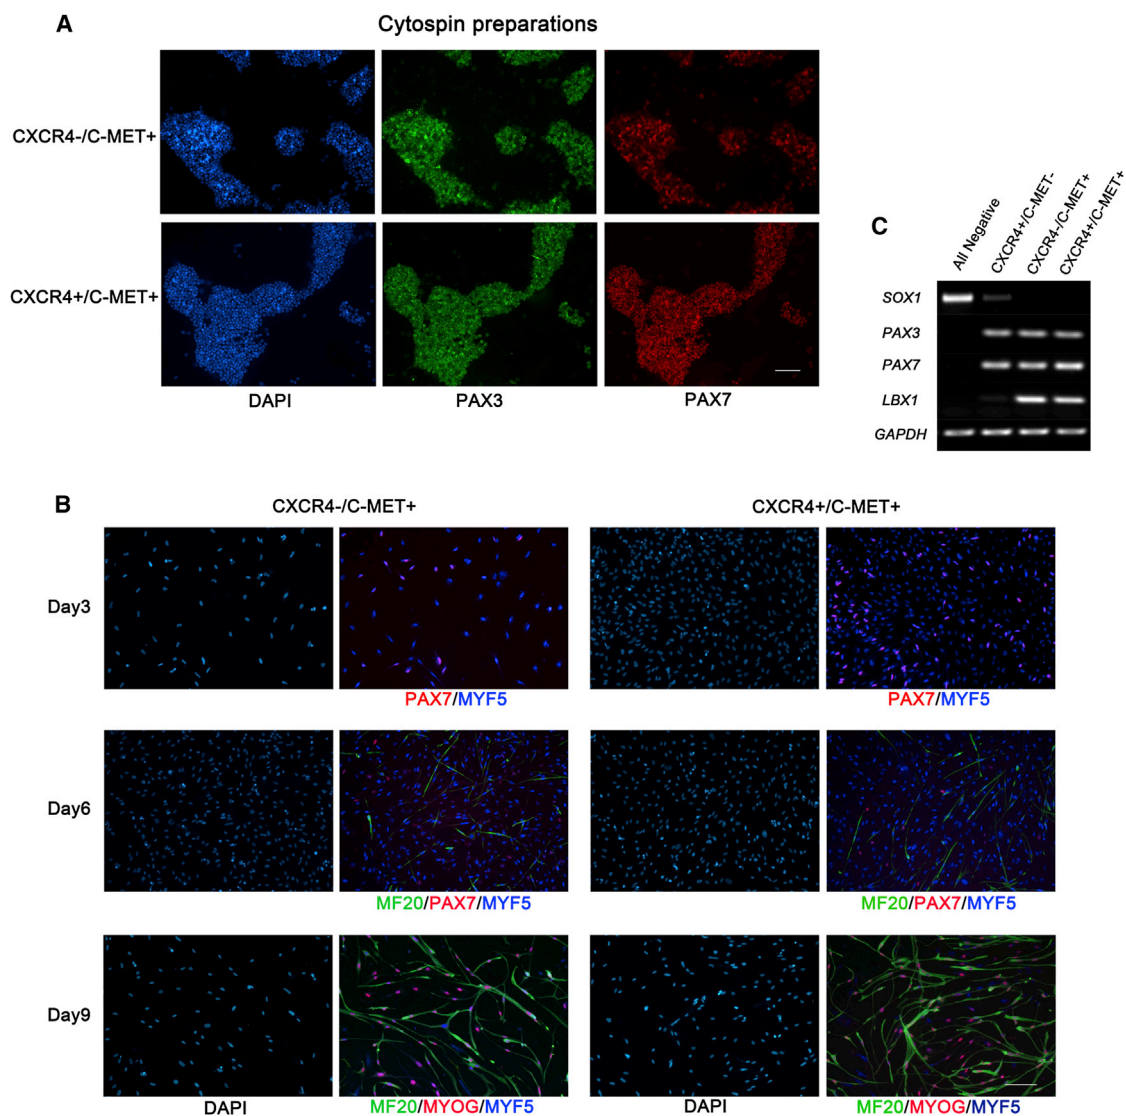 A
Cytospin preparations
CXCR4-/C-MET+
CXCR4+/C-MET+
DAPI
PAX3
PAX7
C
All Negative
CXCR4+/C-MET-
CXCR4-/C-MET+
CXCR4+/C-MET+
SOX1
PAX3
PAX7
LBX1
GAPDH
B
CXCR4-/C-MET+
CXCR4+/C-MET+
Day3
PAX7/MYF5
PAX7/MYF5
Day6
MF20/PAX7/MYF5
MF20/PAX7/MYF5
Day9
DAPI
MF20/MYOG/MYF5
DAPI
MF20/MYOG/MYF5